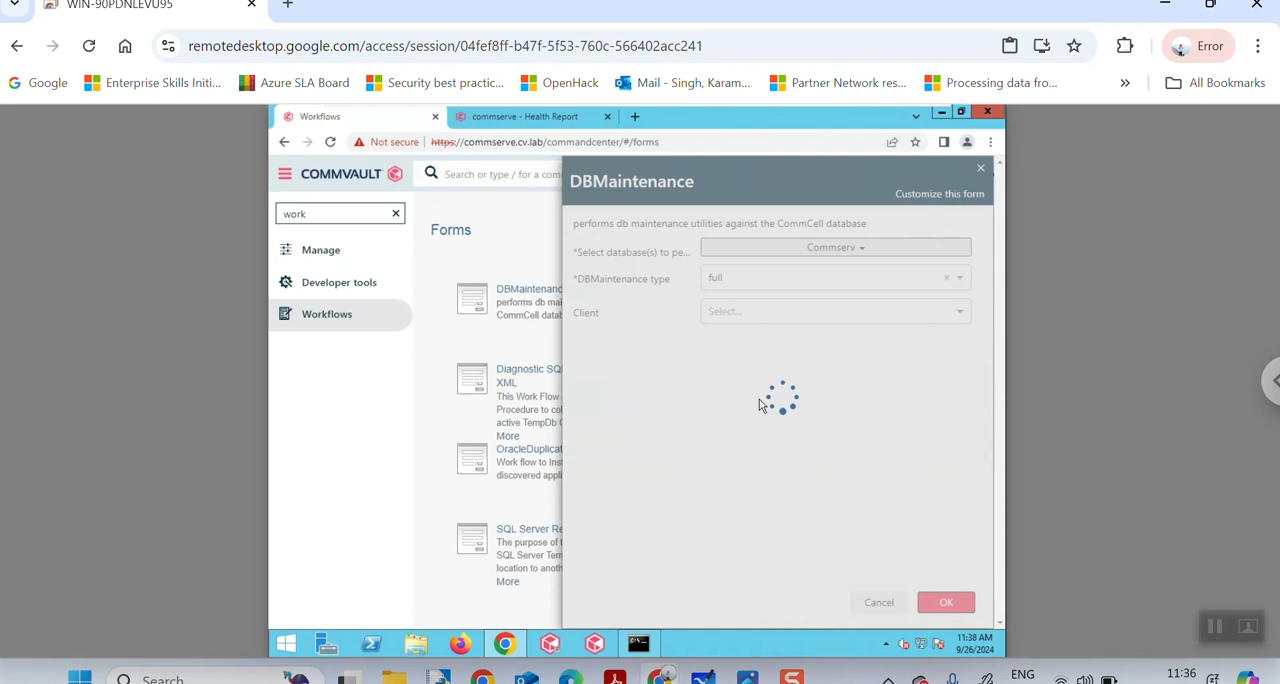 WIN-90PDNLEVU95
remotedesktop.google.com/access/session/04fef8ff-b47f-5f53-760c-566402acc241
Error
Google
Enterprise Skills Initi...
Azure SLA Board
Security best practic...
OpenHack
Mail - Singh, Karam...
Partner Network res...
Processing data fro...
»
All Bookmarks
Workflows
commserve - Health Report
Not secure
https://commserve.cv.lab/commandcenter/#/forms
COMMVAULT
Search or type / for a com
work
Manage
Developer tools
Workflows
Forms
DBMaintenanc
performs db mai
CommCell datab
Diagnostic SQ
XML
This Work Flow
Procedure to col
active TempDb C
More
OracleDuplicat
Work flow to Inst
discovered appli
SQL Server Re
The purpose of t
SQL Server Tem
location to anoth
More
DBMaintenance
Customize this form
performs db maintenance utilities against the CommCell database
*Select database(s) to pe...
Commserv
*DBMaintenance type
full
Client
Select...
Cancel
OK
11:38 AM
9/26/2024
Search
ENG
11:36